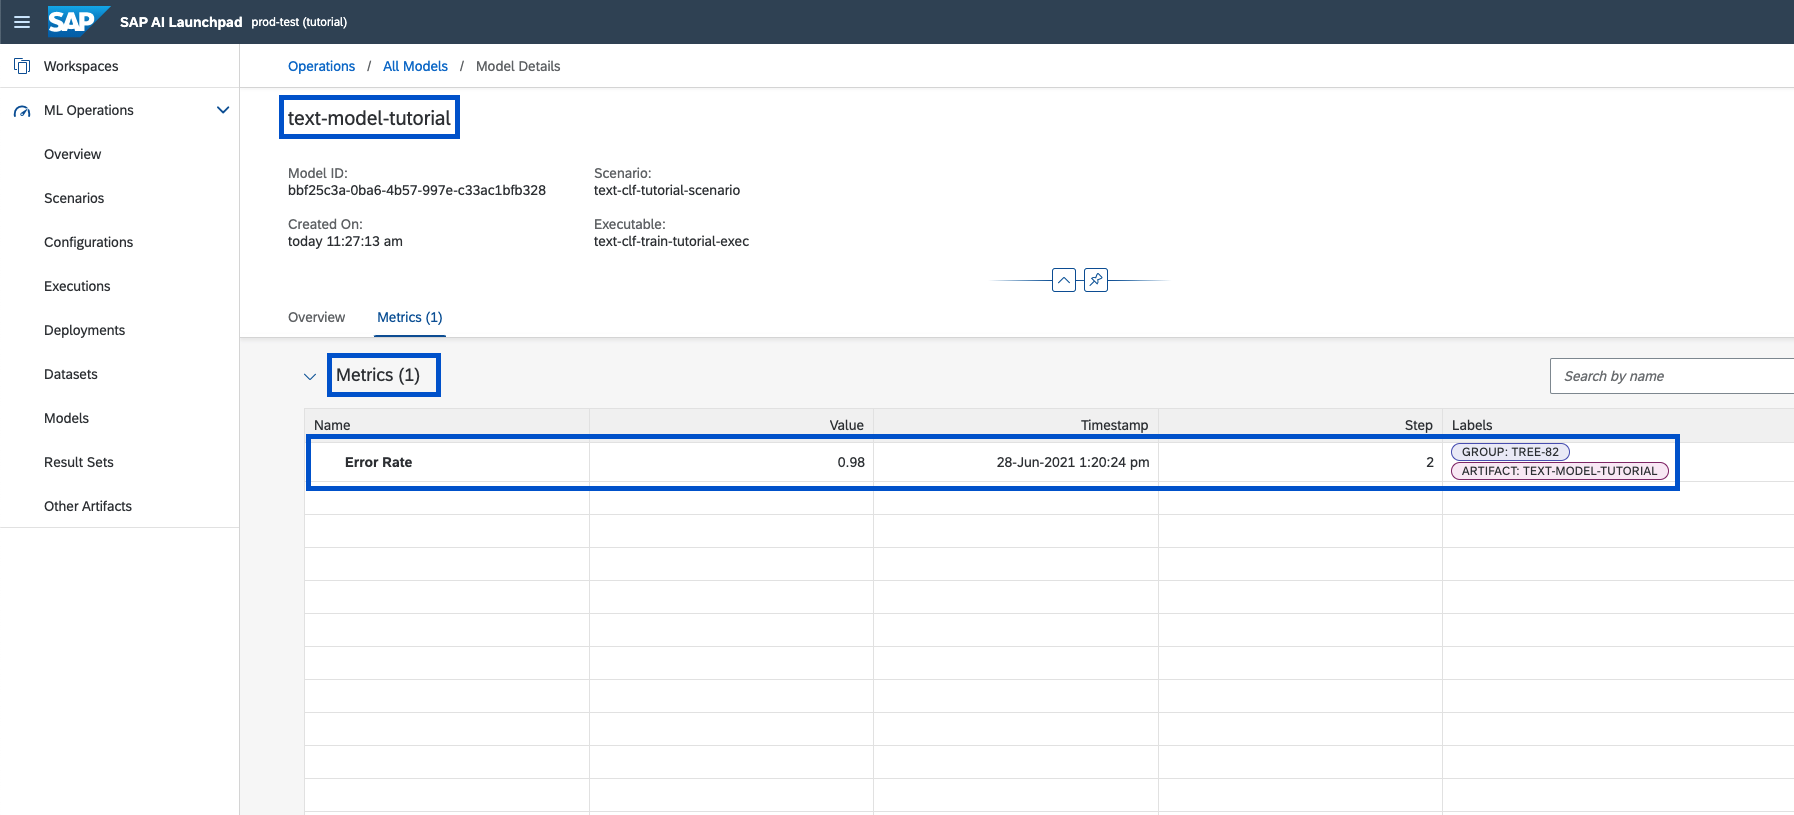 SAP SAP AI Launchpad prod-test (tutorial)
Workspaces
ML Operations
Overview
Scenarios
Configurations
Executions
Deployments
Datasets
Models
Result Sets
Other Artifacts
Operations / All Models / Model Details
text-model-tutorial
Model ID:
bbf25c3a-0ba6-4b57-997e-c33ac1bfb328
Created On:
today 11:27:13 am
Scenario:
text-clf-tutorial-scenario
Executable:
text-clf-train-tutorial-exec
Overview Metrics (1)
Metrics (1)
Search by name
Name Value Timestamp Step Labels
Error Rate 0.98 28-Jun-2021 1:20:24 pm 2 GROUP: TREE-82
ARTIFACT: TEXT-MODEL-TUTORIAL